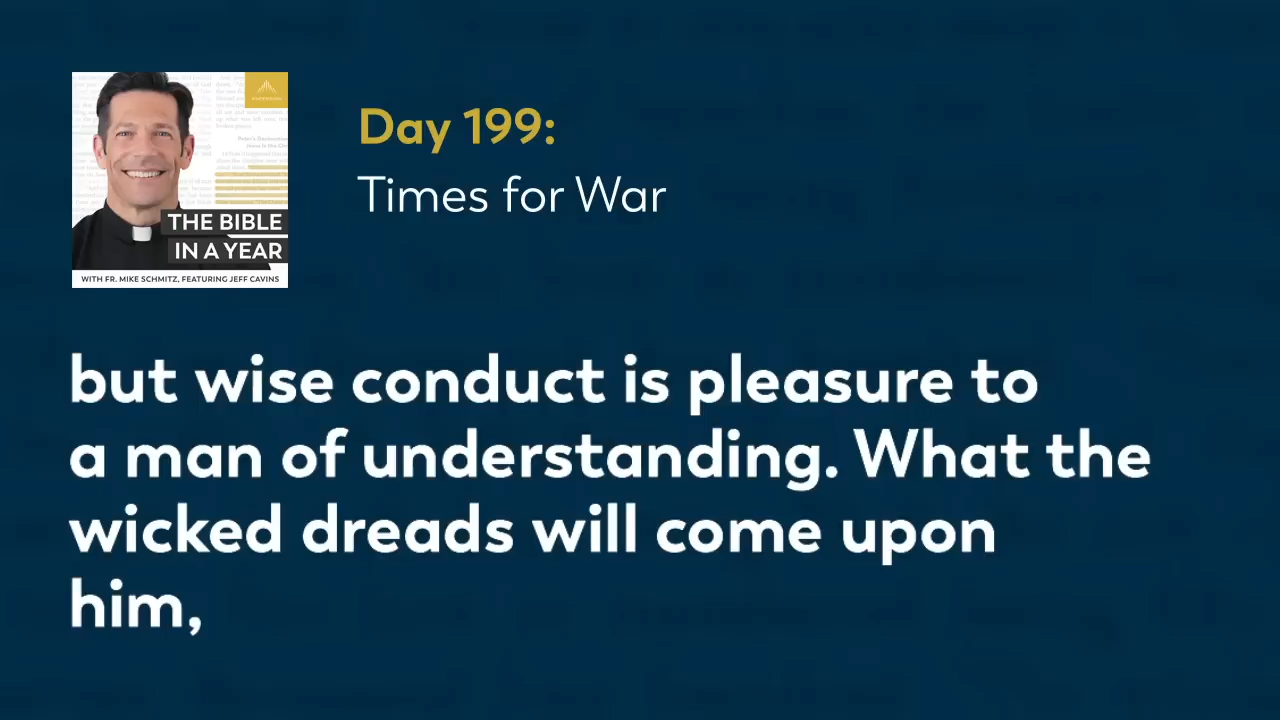 Day 199:
Times for War
THE BIBLE
IN A YEAR
WITH FR. MIKE SCHMITZ, FEATURING JEFF CAVINS
but wise conduct is pleasure to
a man of understanding. What the
wicked dreads will come upon
him,